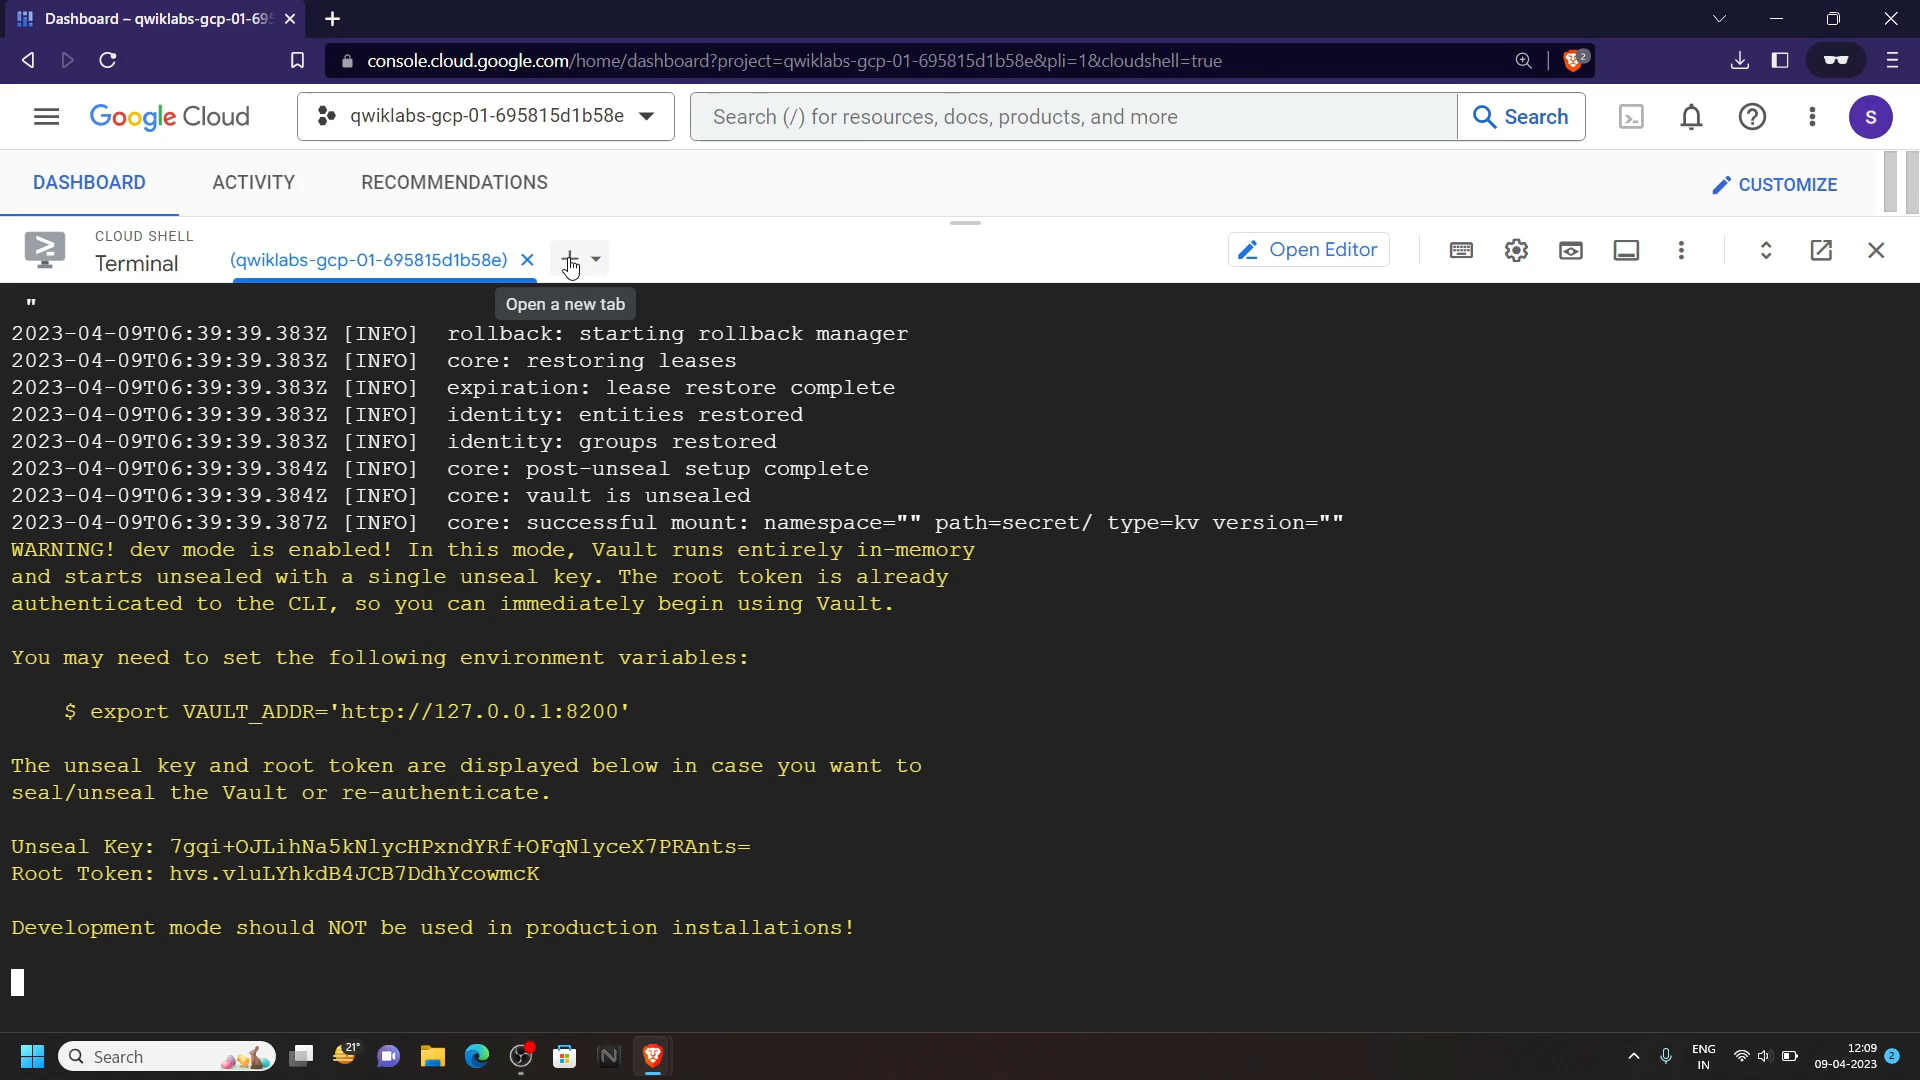 Dashboard – qwiklabs-gcp-01-695
console.cloud.google.com/home/dashboard?project=qwiklabs-gcp-01-695815d1b58e&pli=1&cloudshell=true
2
Google Cloud
qwiklabs-gcp-01-695815d1b58e
Search (/) for resources, docs, products, and more
Search
S
DASHBOARD
ACTIVITY
RECOMMENDATIONS
CUSTOMIZE
CLOUD SHELL
Terminal
(qwiklabs-gcp-01-695815d1b58e)
Open Editor
Open a new tab
"
2023-04-09T06:39:39.383Z [INFO]  rollback: starting rollback manager
2023-04-09T06:39:39.383Z [INFO]  core: restoring leases
2023-04-09T06:39:39.383Z [INFO]  expiration: lease restore complete
2023-04-09T06:39:39.383Z [INFO]  identity: entities restored
2023-04-09T06:39:39.383Z [INFO]  identity: groups restored
2023-04-09T06:39:39.384Z [INFO]  core: post-unseal setup complete
2023-04-09T06:39:39.384Z [INFO]  core: vault is unsealed
2023-04-09T06:39:39.387Z [INFO]  core: successful mount: namespace="" path=secret/ type=kv version=""
WARNING! dev mode is enabled! In this mode, Vault runs entirely in-memory
and starts unsealed with a single unseal key. The root token is already
authenticated to the CLI, so you can immediately begin using Vault.
You may need to set the following environment variables:
$ export VAULT_ADDR='http://127.0.0.1:8200'
The unseal key and root token are displayed below in case you want to
seal/unseal the Vault or re-authenticate.
Unseal Key: 7gqi+OJLihNa5kNlycHPxndYRf+OFqNlyceX7PRAnts=
Root Token: hvs.vluLYhkdB4JCB7DdhYcowmcK
Development mode should NOT be used in production installations!
Search
21°
ENG
IN
12:09
09-04-2023
2